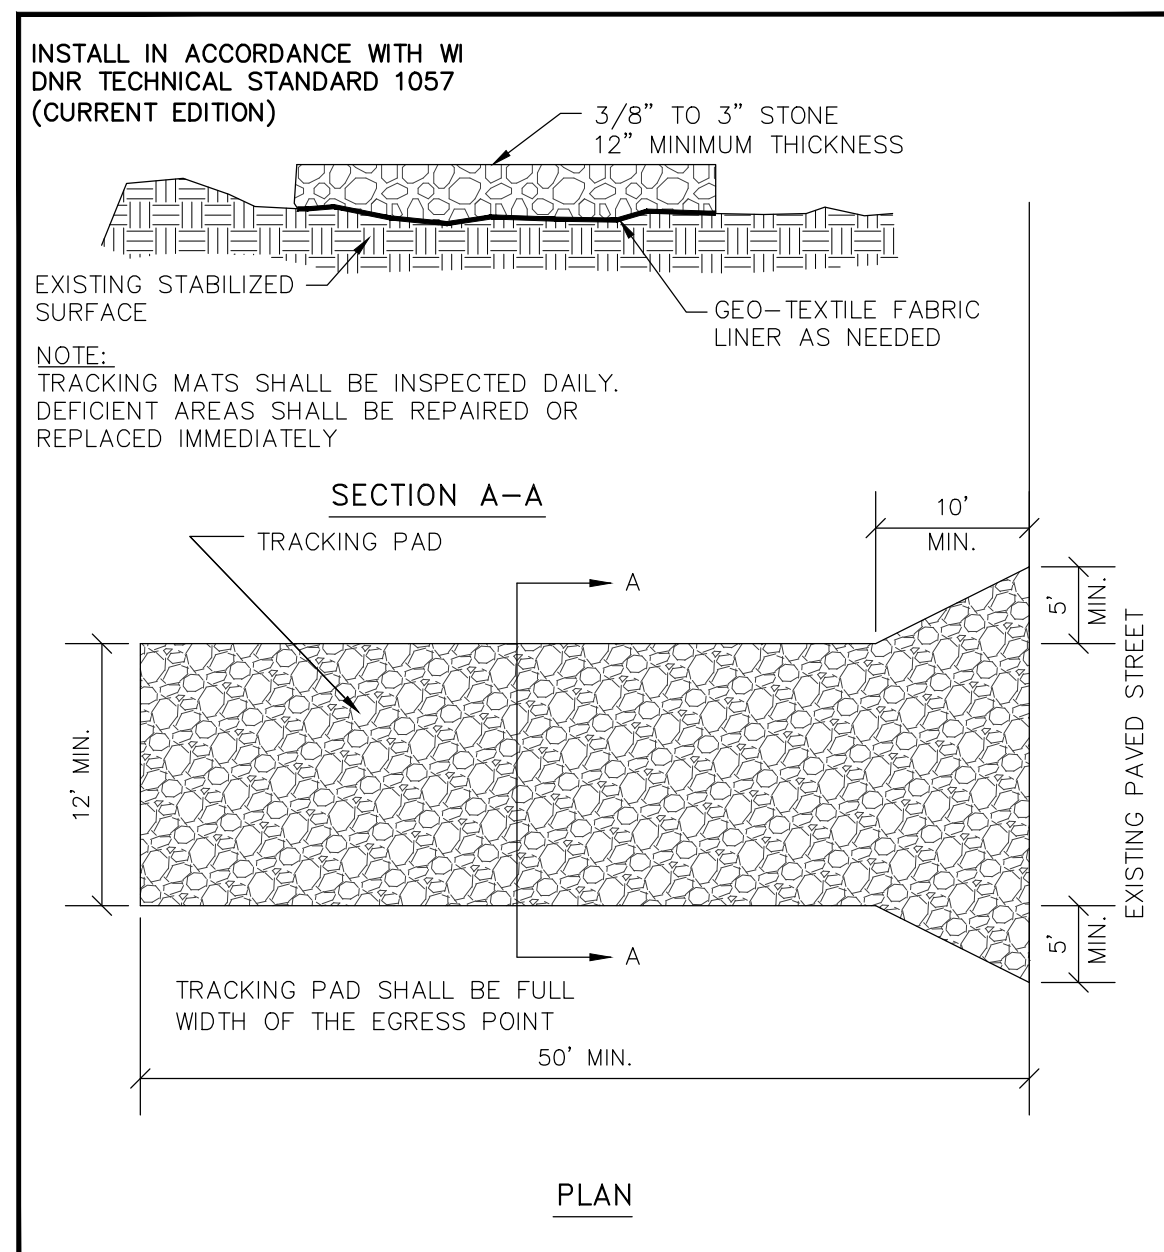 INSTALL IN ACCORDANCE WITH WI
DNR TECHNICAL STANDARD 1057
(CURRENT EDITION)
3/8" TO 3" STONE
12" MINIMUM THICKNESS
EXISTING STABILIZED
SURFACE
GEO-TEXTILE FABRIC
LINER AS NEEDED
NOTE:
TRACKING MATS SHALL BE INSPECTED DAILY.
DEFICIENT AREAS SHALL BE REPAIRED OR
REPLACED IMMEDIATELY
SECTION A-A
TRACKING PAD
10'
MIN.
A
5'
MIN.
12' MIN.
EXISTING PAVED STREET
5'
MIN.
A
TRACKING PAD SHALL BE FULL
WIDTH OF THE EGRESS POINT
50' MIN.
PLAN